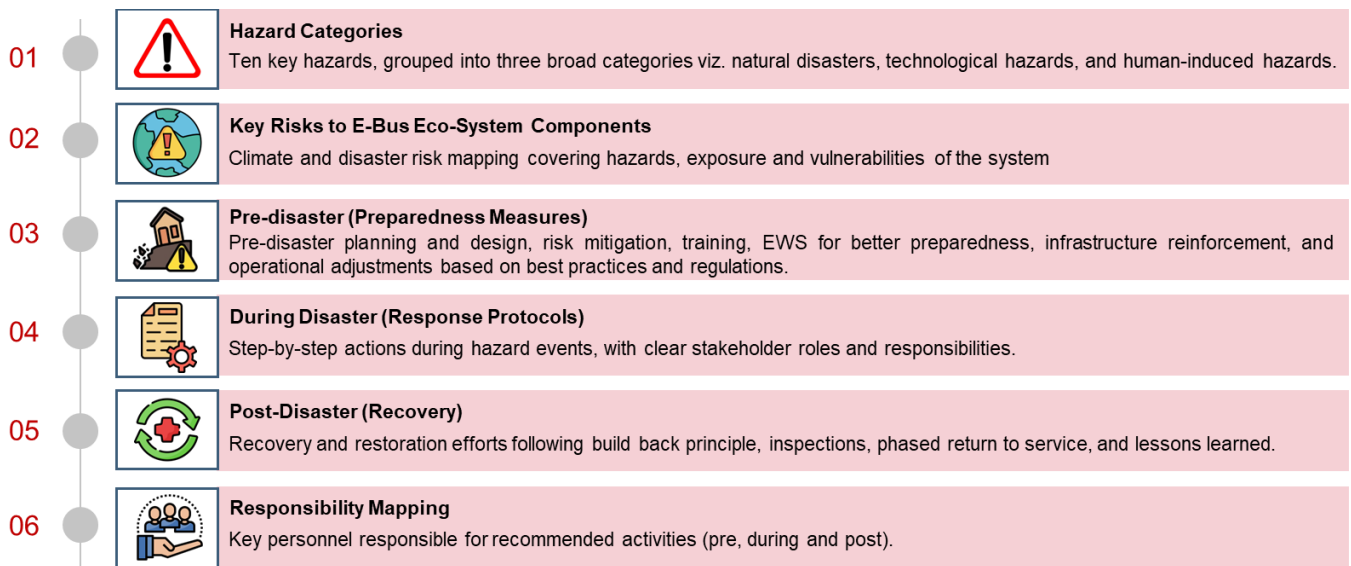 01
Hazard Categories
Ten key hazards, grouped into three broad categories viz. natural disasters, technological hazards, and human-induced hazards.
02
Key Risks to E-Bus Eco-System Components
Climate and disaster risk mapping covering hazards, exposure and vulnerabilities of the system
03
Pre-disaster (Preparedness Measures)
Pre-disaster planning and design, risk mitigation, training, EWS for better preparedness, infrastructure reinforcement, and
operational adjustments based on best practices and regulations.
04
During Disaster (Response Protocols)
Step-by-step actions during hazard events, with clear stakeholder roles and responsibilities.
05
Post-Disaster (Recovery)
Recovery and restoration efforts following build back principle, inspections, phased return to service, and lessons learned.
06
Responsibility Mapping
Key personnel responsible for recommended activities (pre, during and post).